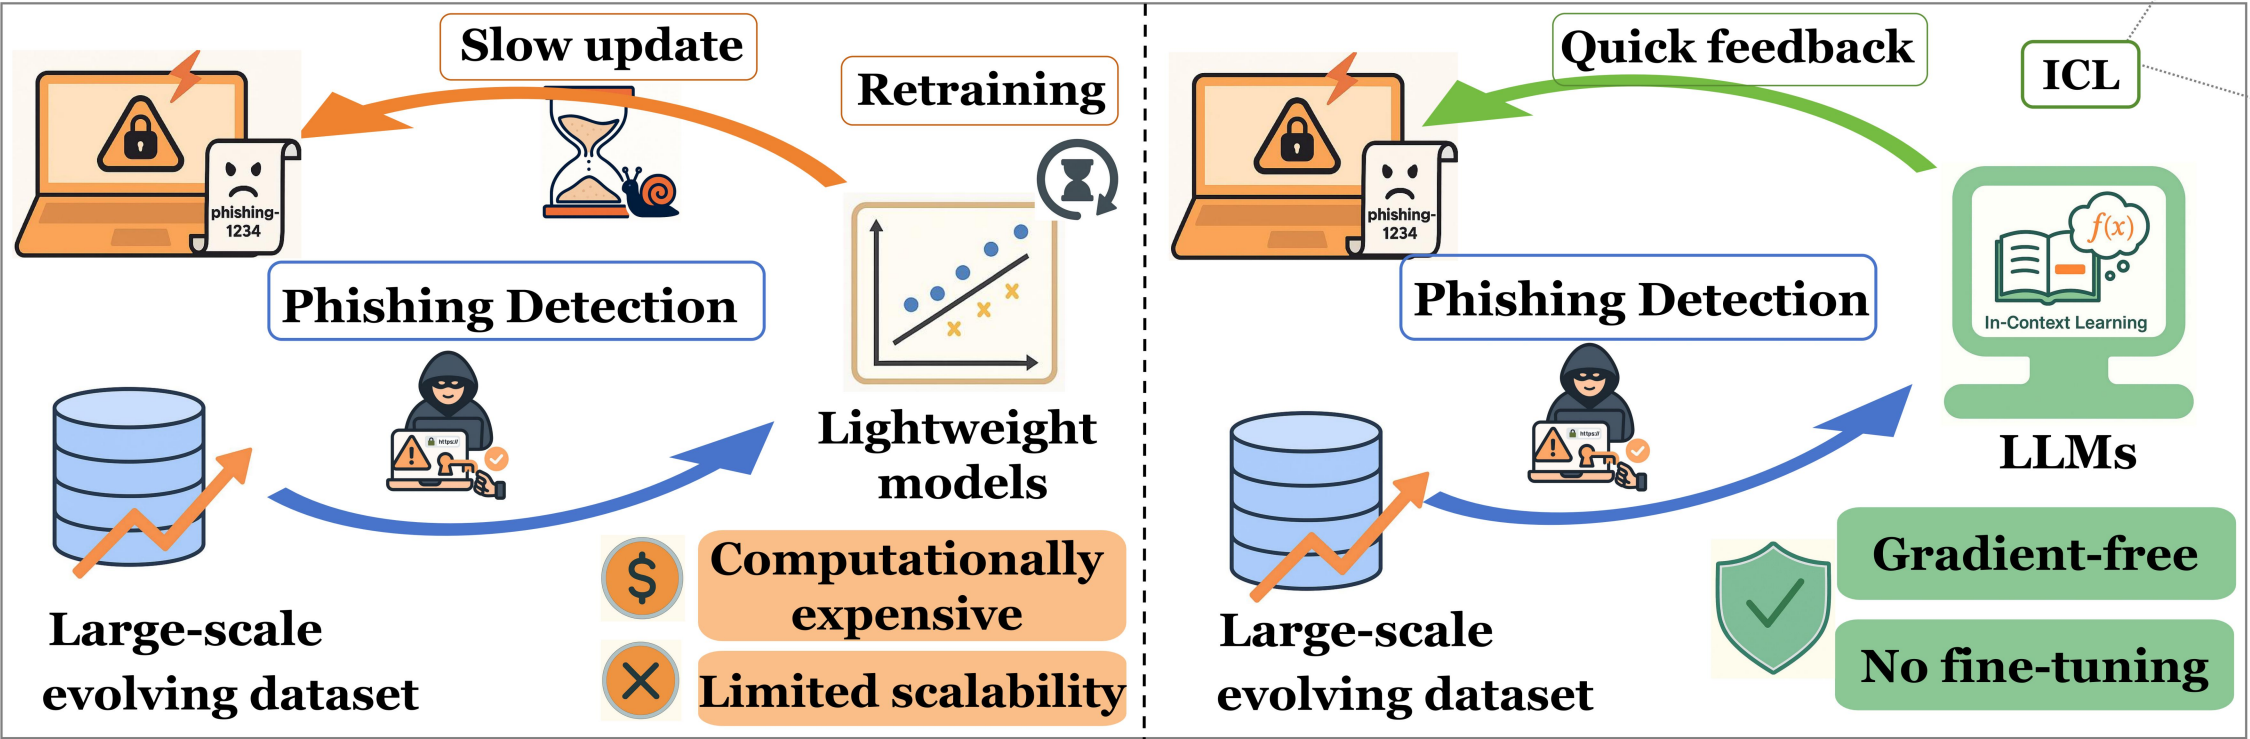 Slow update
Retraining
phishing-
1234
Phishing Detection
https://
Lightweight
models
Large-scale
evolving dataset
$
Computationally
expensive
Limited scalability
Quick feedback
ICL
phishing-
1234
f(x)
In-Context Learning
Phishing Detection
https://
LLMs
Large-scale
evolving dataset
Gradient-free
No fine-tuning